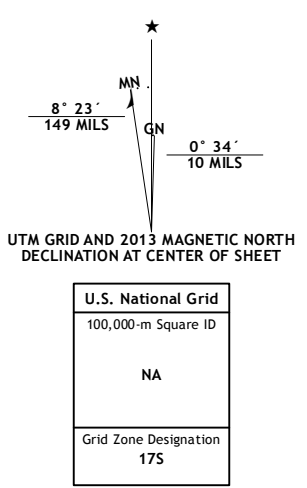 ★
MN
8° 23´
149 MILS
GN
0° 34´
10 MILS
UTM GRID AND 2013 MAGNETIC NORTH
DECLINATION AT CENTER OF SHEET
U.S. National Grid
100,000-m Square ID
NA
Grid Zone Designation
17S